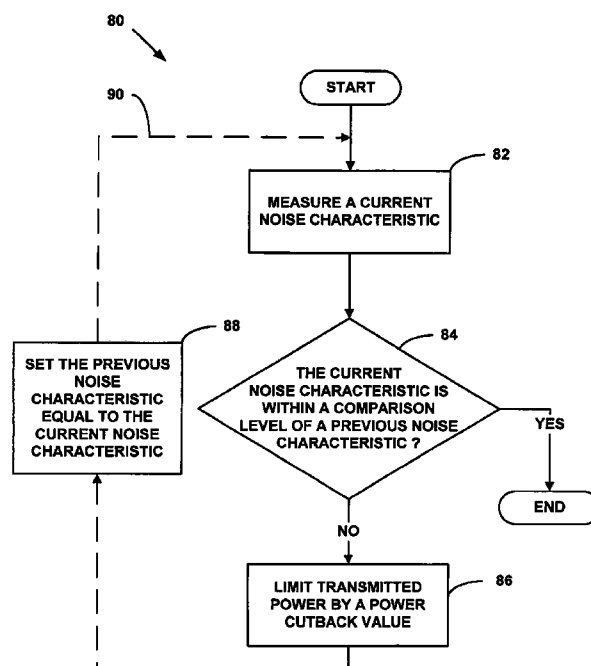 80
90
START
82
MEASURE A CURRENT
NOISE CHARACTERISTIC
88
SET THE PREVIOUS
NOISE
CHARACTERISTIC
EQUAL TO THE
CURRENT NOISE
CHARACTERISTIC
84
THE CURRENT
NOISE CHARACTERISTIC IS
WITHIN A COMPARISON
LEVEL OF A PREVIOUS NOISE
CHARACTERISTIC ?
YES
END
NO
86
LIMIT TRANSMITTED
POWER BY A POWER
CUTBACK VALUE